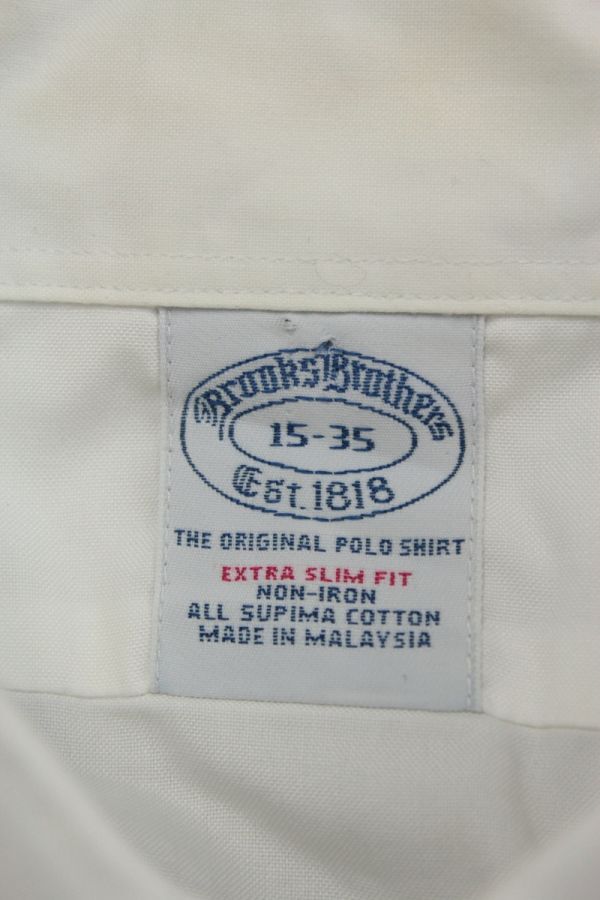 Brooks Brothers
15-35
Est. 1818
THE ORIGINAL POLO SHIRT
EXTRA SLIM FIT
NON-IRON
ALL SUPIMA COTTON
MADE IN MALAYSIA